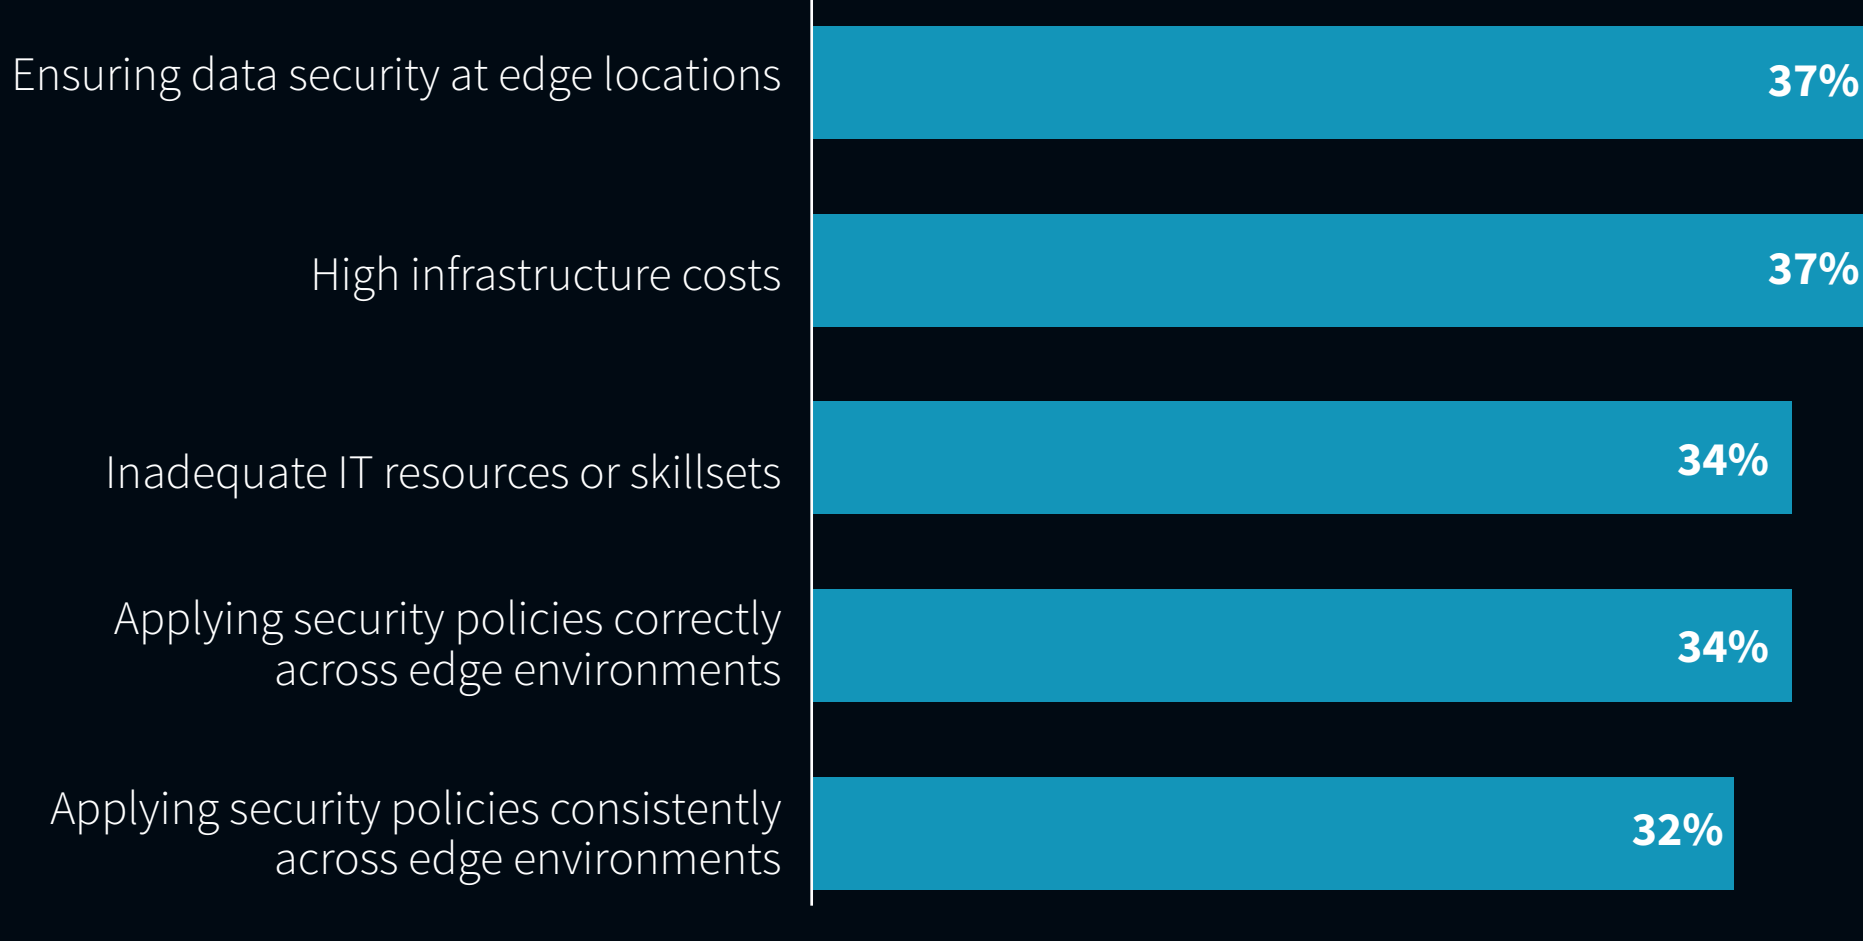 Ensuring data security at edge locations
37%
High infrastructure costs
37%
Inadequate IT resources or skillsets
34%
Applying security policies correctly
across edge environments
34%
Applying security policies consistently
across edge environments
32%